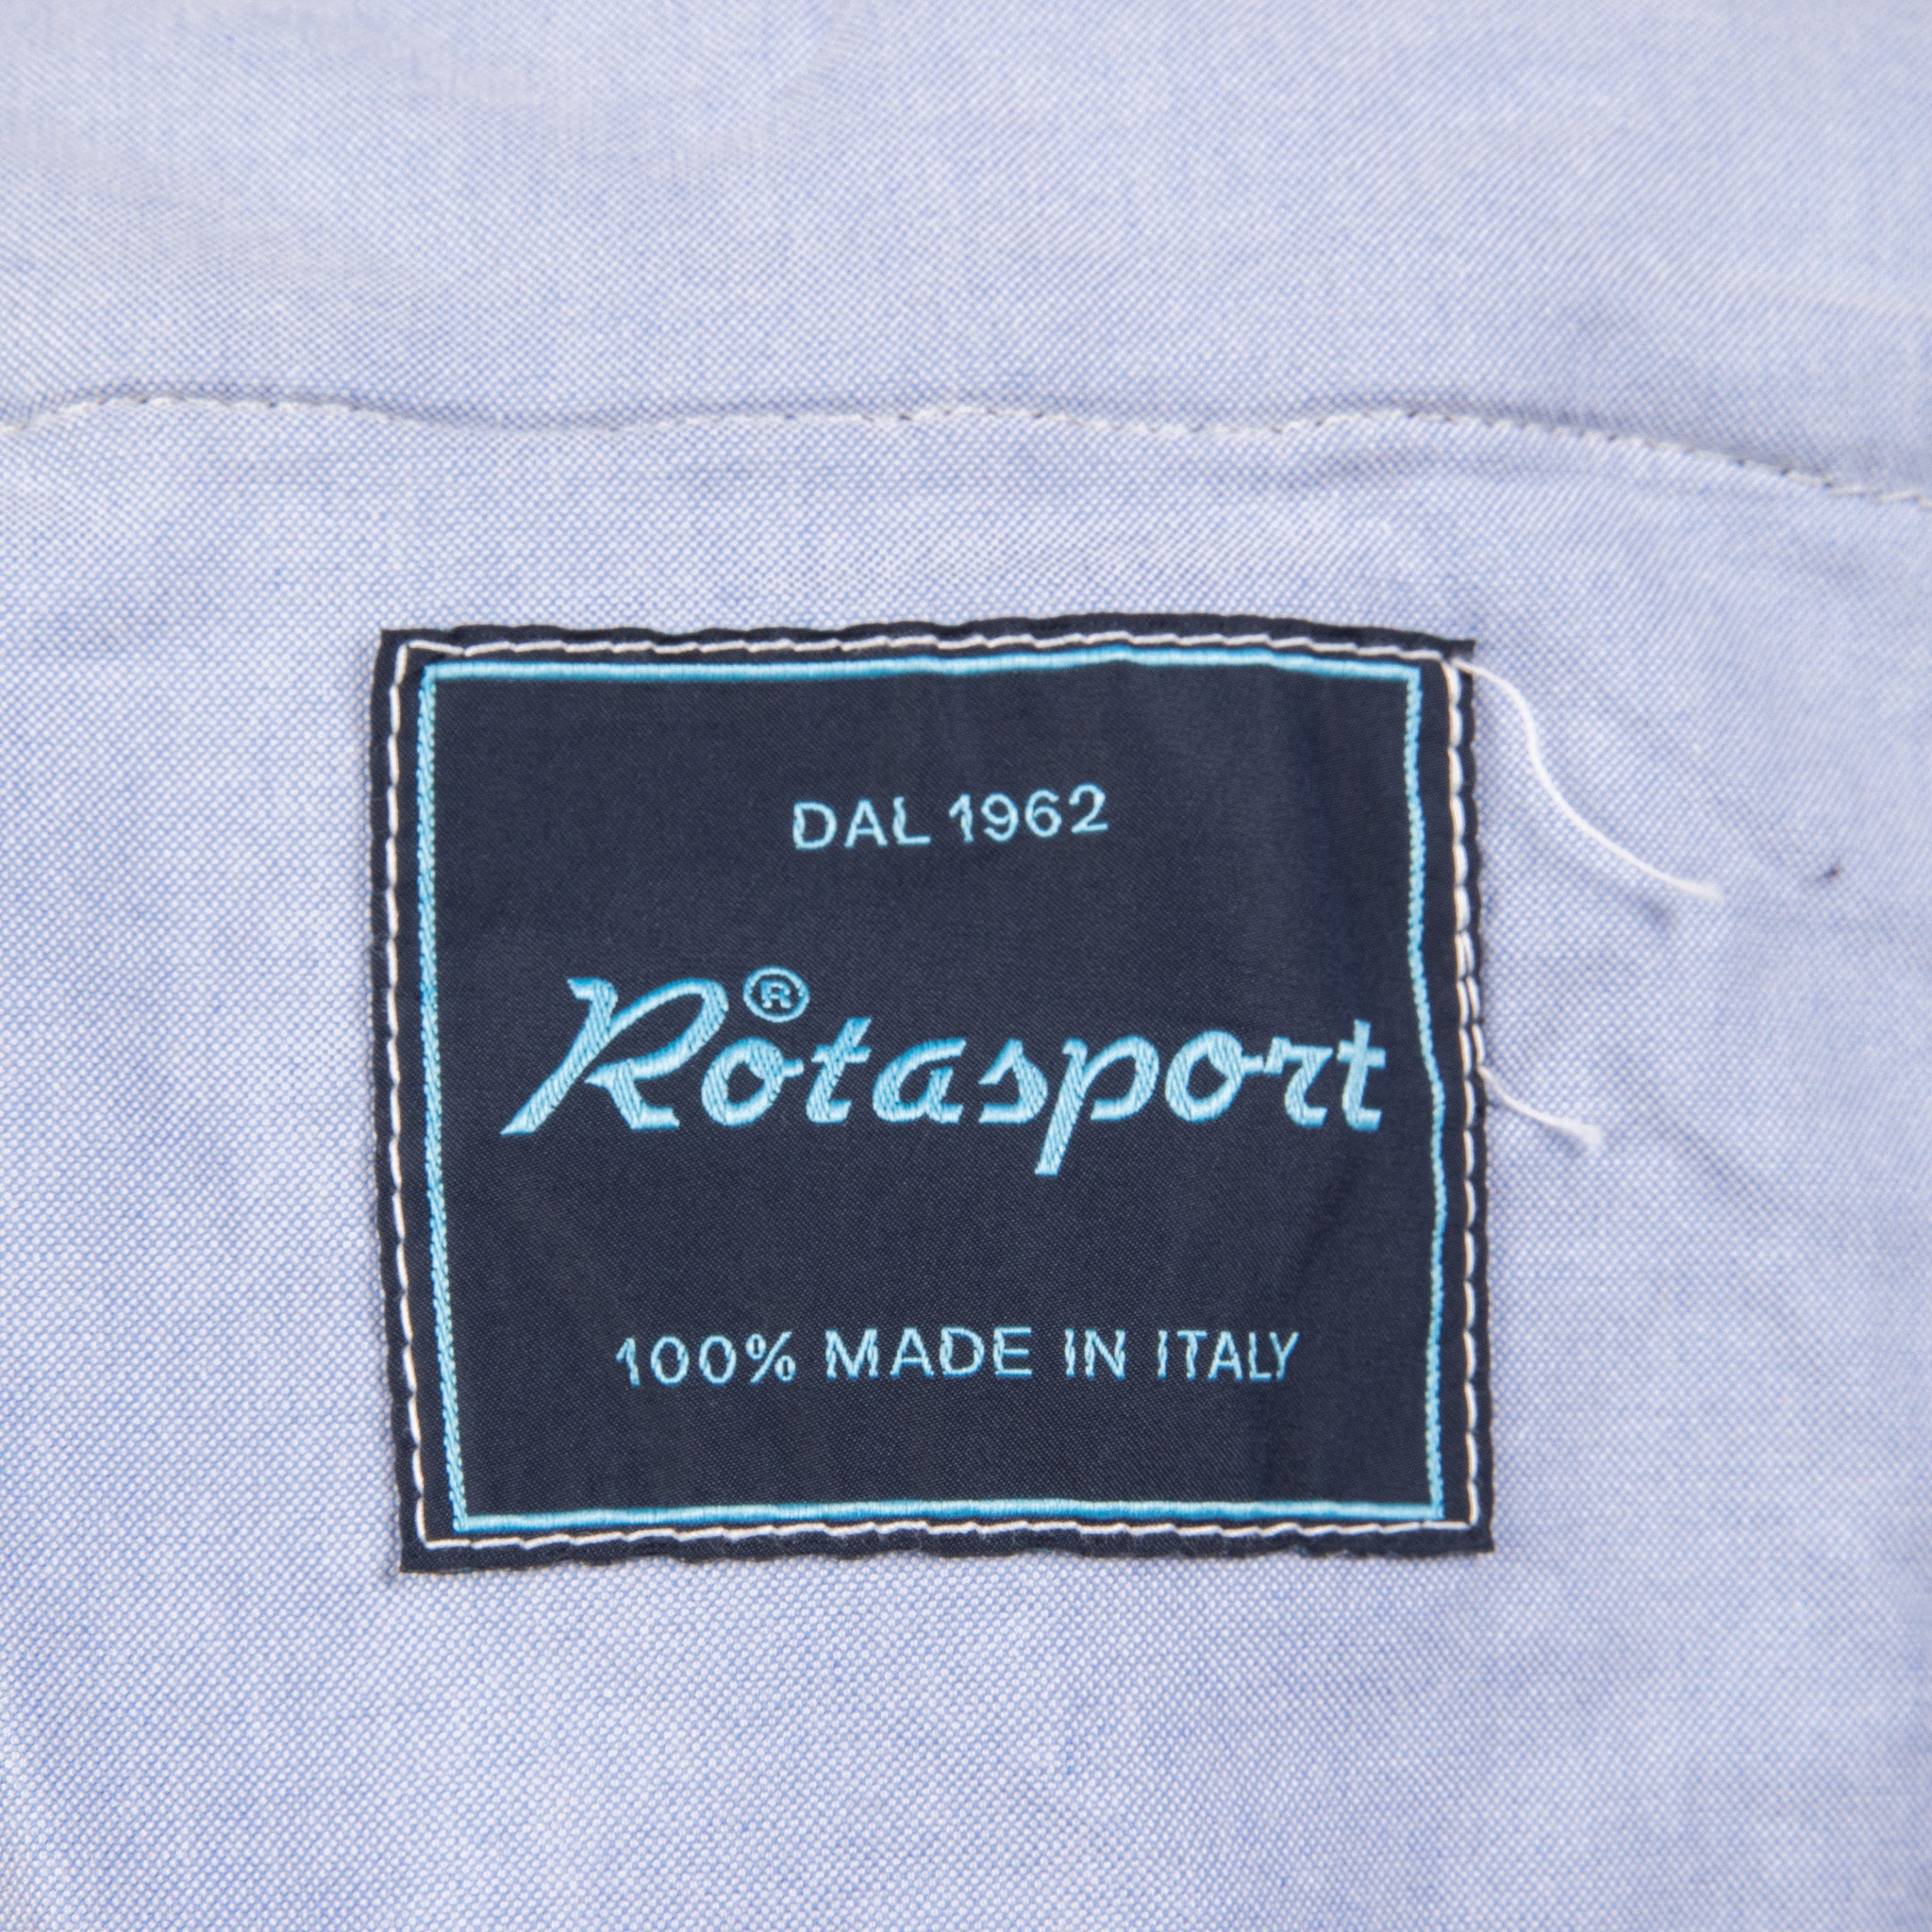 DAL 1962
Rotasport®
100% MADE IN ITALY